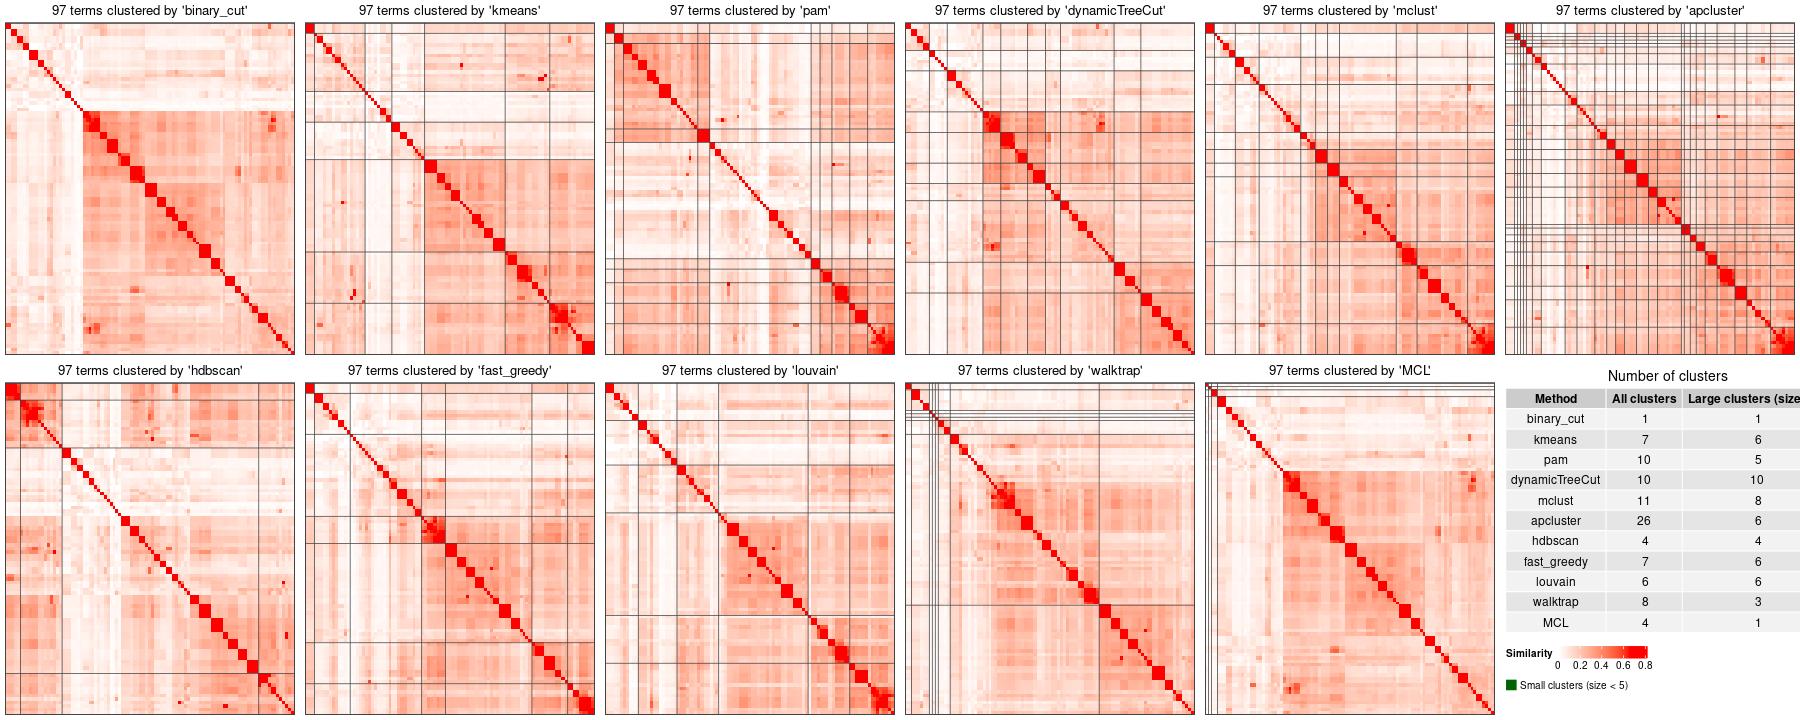 97 terms clustered by 'binary_cut'
97 terms clustered by 'kmeans'
97 terms clustered by 'pam'
97 terms clustered by 'dynamicTreeCut'
97 terms clustered by 'mclust'
97 terms clustered by 'apcluster'
97 terms clustered by 'hdbscan'
97 terms clustered by 'fast_greedy'
97 terms clustered by 'louvain'
97 terms clustered by 'walktrap'
97 terms clustered by 'MCL'
Number of clusters
Method All clusters Large clusters (size
binary_cut 1 1
kmeans 7 6
pam 10 5
dynamicTreeCut 10 10
mclust 11 8
apcluster 26 6
hdbscan 4 4
fast_greedy 7 6
louvain 6 6
walktrap 8 3
MCL 4 1
Similarity
0 0.2 0.4 0.6 0.8
Small clusters (size < 5)